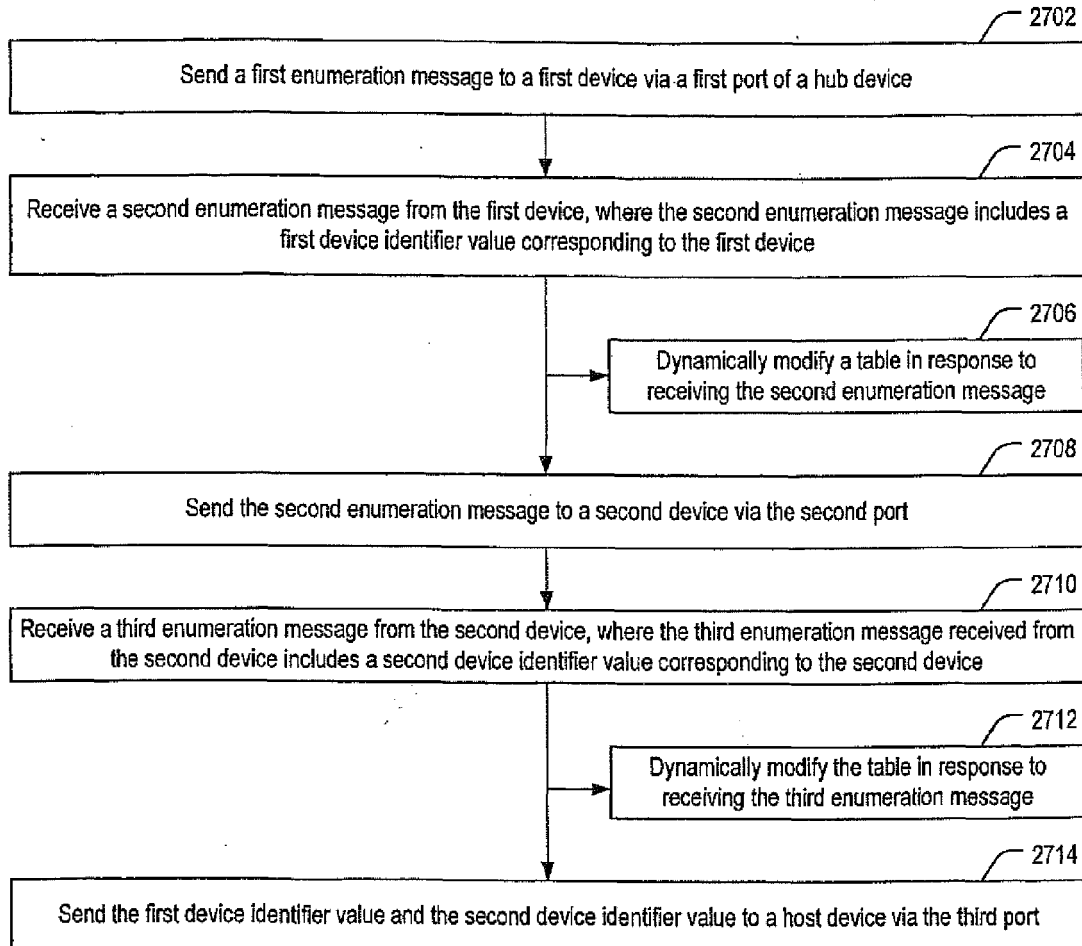 2702
Send a first enumeration message to a first device via a first port of a hub device
2704
Receive a second enumeration message from the first device, where the second enumeration message includes a
first device identifier value corresponding to the first device
2706
Dynamically modify a table in response to
receiving the second enumeration message
2708
Send the second enumeration message to a second device via the second port
2710
Receive a third enumeration message from the second device, where the third enumeration message received from
the second device includes a second device identifier value corresponding to the second device
2712
Dynamically modify the table in response to
receiving the third enumeration message
2714
Send the first device identifier value and the second device identifier value to a host device via the third port